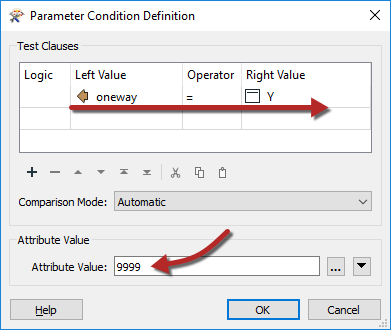 Parameter Condition Definition
Test Clauses
Logic Left Value Operator Right Value
oneway = Y
Comparison Mode: Automatic
Attribute Value
Attribute Value: 9999 ...
Help OK Cancel